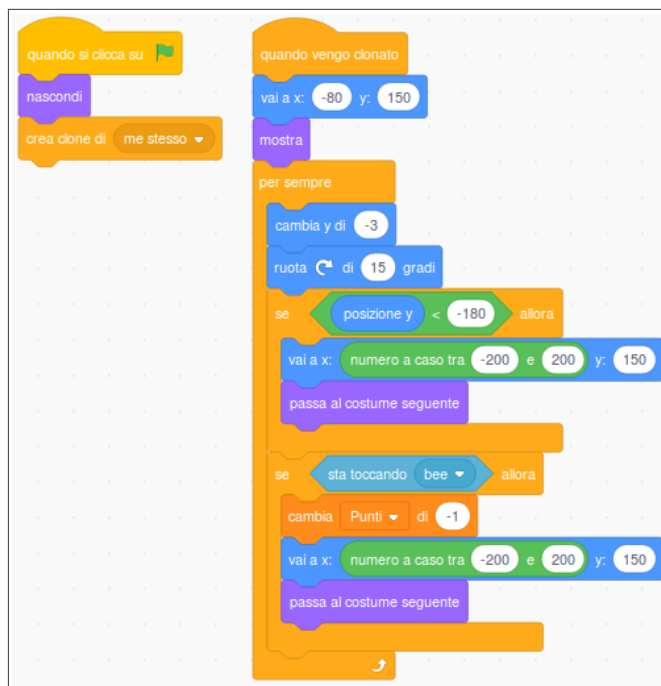 quando si clicca su
nascondi
crea clone di me stesso
quando vengo clonato
vai a x: -80 y: 150
mostra
per sempre
cambia y di -3
ruota di 15 gradi
se posizione y < -180 allora
vai a x: numero a caso tra -200 e 200 y: 150
passa al costume seguente
se sta toccando bee allora
cambia Punti di -1
vai a x: numero a caso tra -200 e 200 y: 150
passa al costume seguente